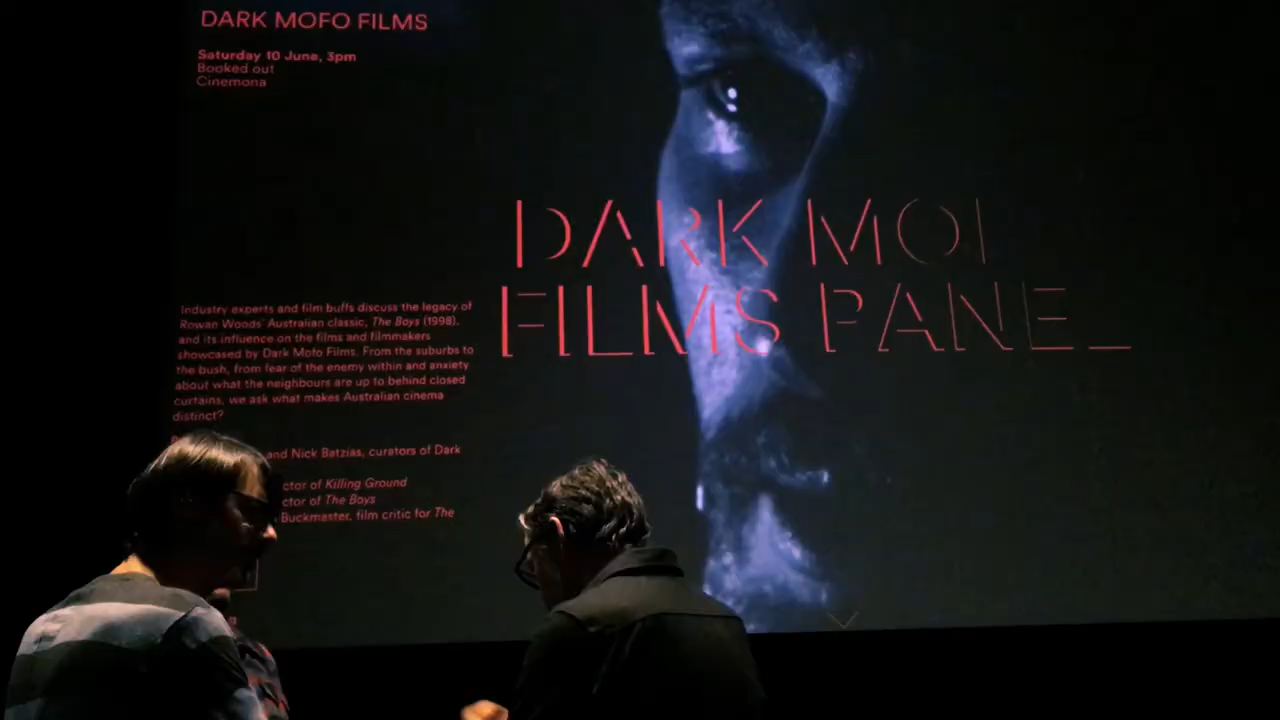 DARK MOFO FILMS
Saturday 10 June, 3pm
Booked out
Cinemona
DARK MO
FILMS PANEL
Industry experts and film buffs discuss the legacy of
Rowan Woods' Australian classic, The Boys (1998),
and its influence on the films and filmmakers
showcased by Dark Mofo Films. From the suburbs to
the bush, from fear of the enemy within and anxiety
about what the neighbours are up to behind closed
curtains, we ask what makes Australian cinema
distinct?
and Nick Batzias, curators of Dark
ctor of Killing Ground
ctor of The Boys
Buckmaster, film critic for The